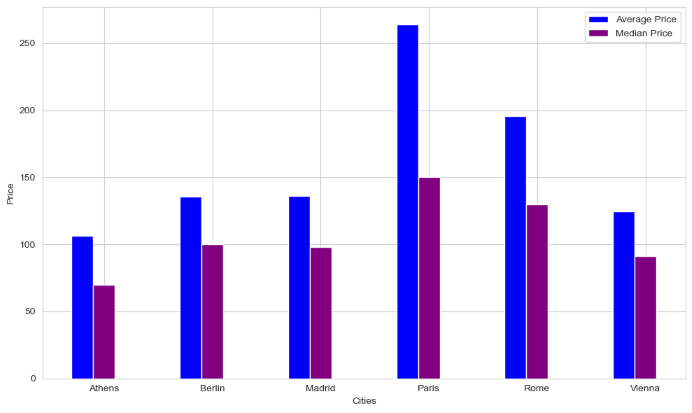 Average Price
Median Price
250
200
150
100
50
0
Price
Athens Berlin Madrid Paris Rome Vienna
Cities